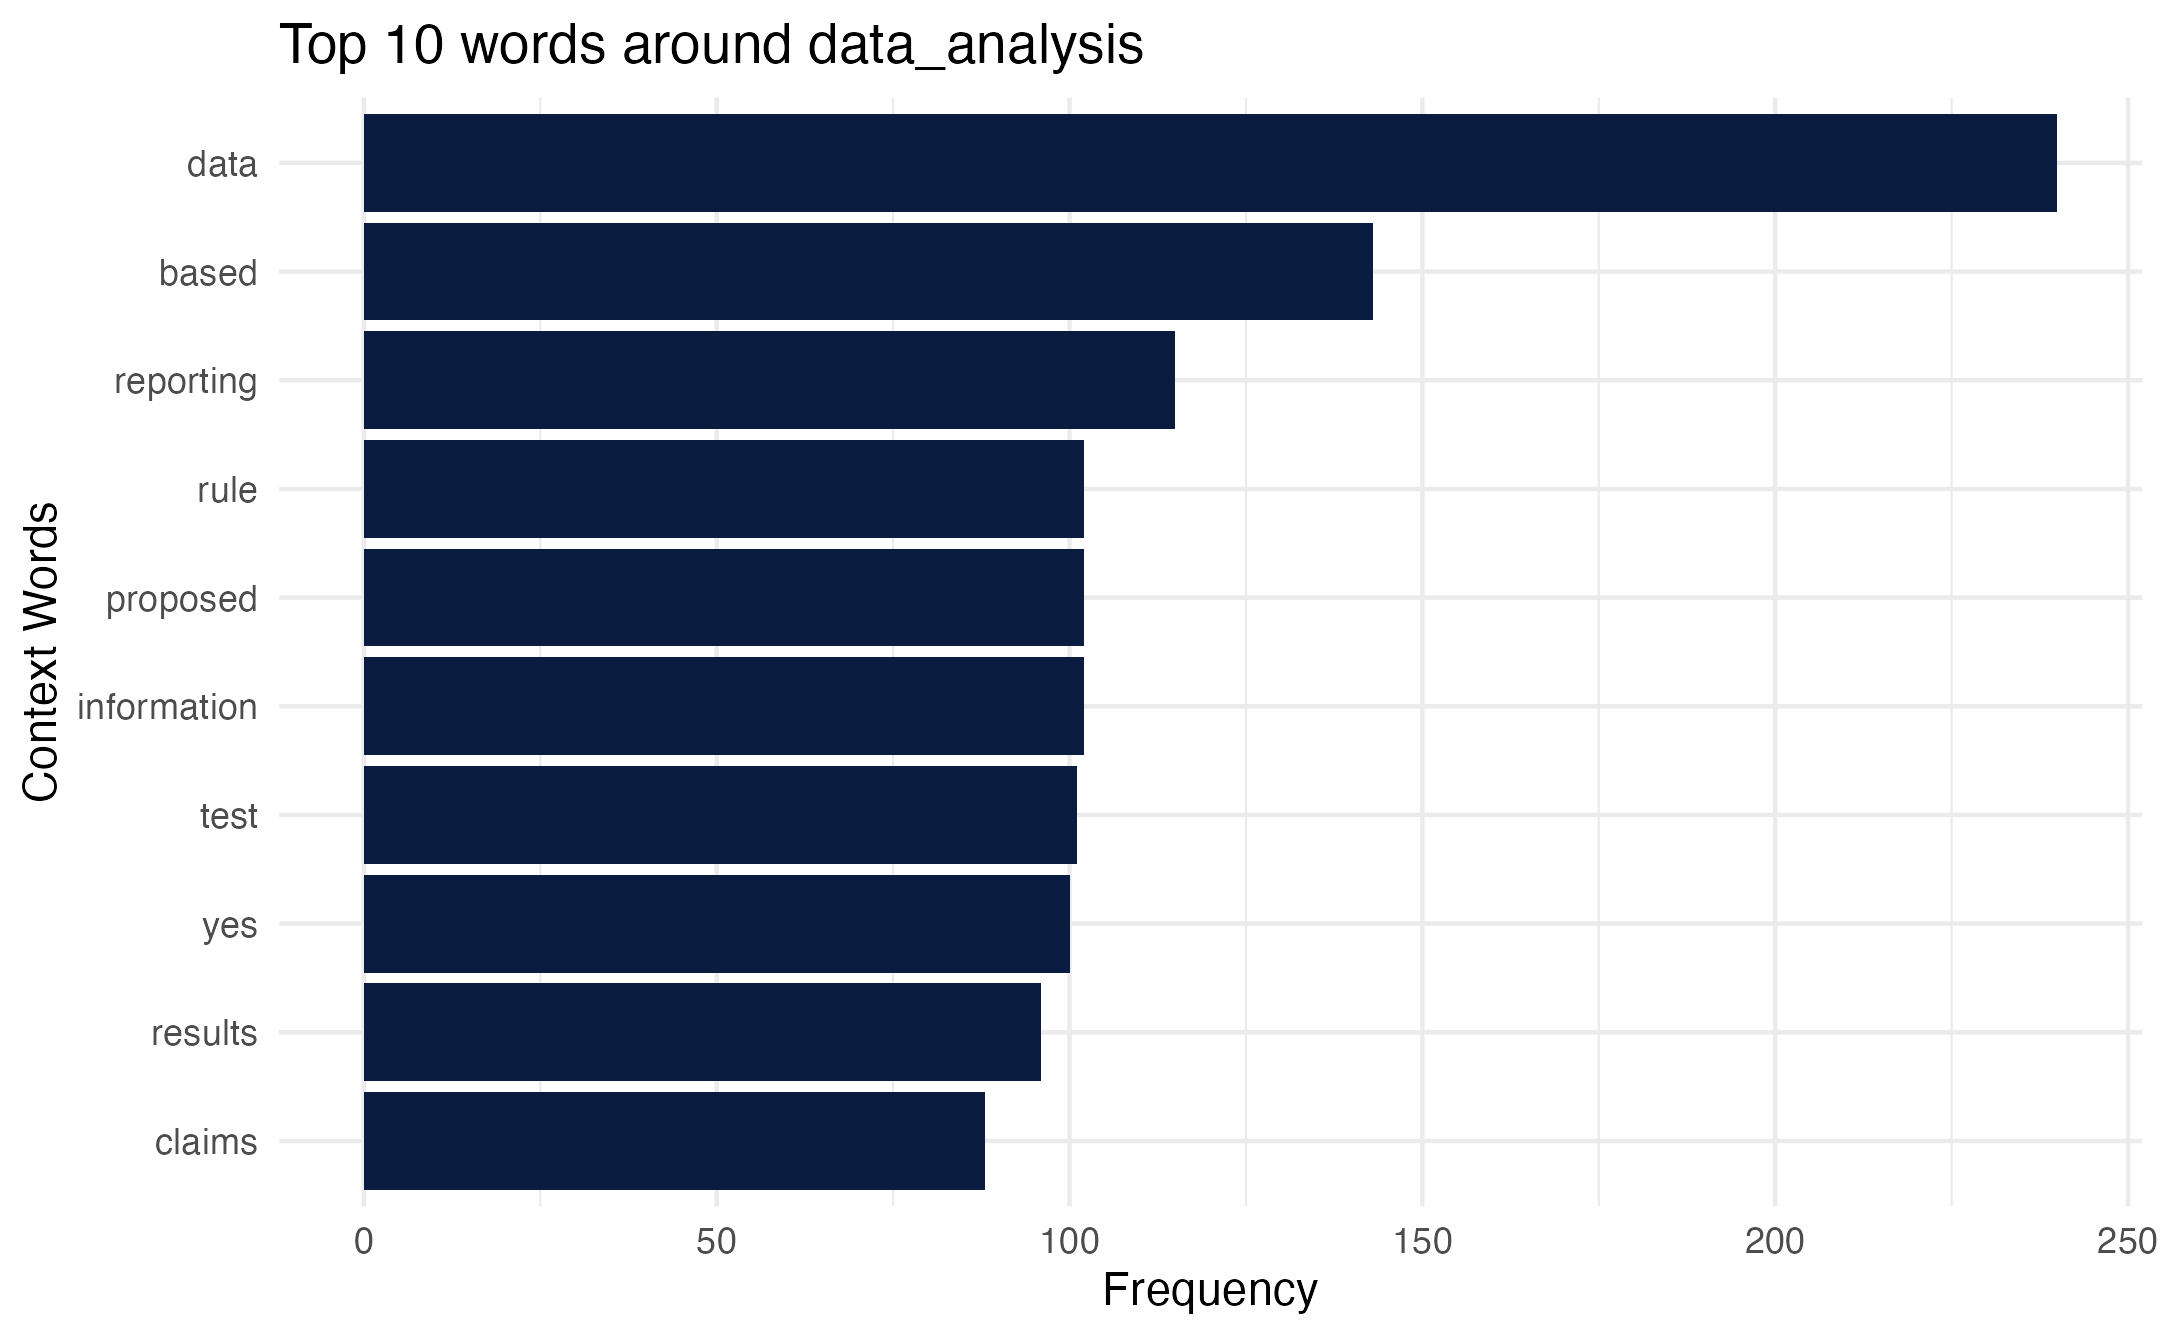 Top 10 words around data_analysis
Context Words
data
based
reporting
rule
proposed
information
test
yes
results
claims
0 50 100 150 200 250
Frequency